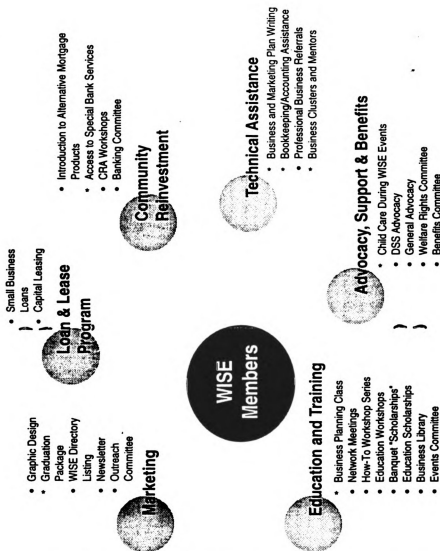 Marketing
• Graphic Design
• Graduation
Package
• WISE Directory
Listing
• Newsletter
• Outreach
Committee
Loan & Lease
Program
• Small Business
Loans
• Capital Leasing
Community
Reinvestment
• Introduction to Alternative Mortgage
Products
• Access to Special Bank Services
• CRA Workshops
• Banking Committee
WISE
Members
Technical Assistance
• Business and Marketing Plan Writing
• Bookkeeping/Accounting Assistance
• Professional Business Referrals
• Business Clusters and Mentors
Education and Training
• Business Planning Class
• Network Meetings
• How-To Workshop Series
• Education Workshops
• Banquet "Scholarships"
• Education Scholarships
• Business Library
• Events Committee
Advocacy, Support & Benefits
• Child Care During WISE Events
• DSS Advocacy
• General Advocacy
• Welfare Rights Committee
• Benefits Committee